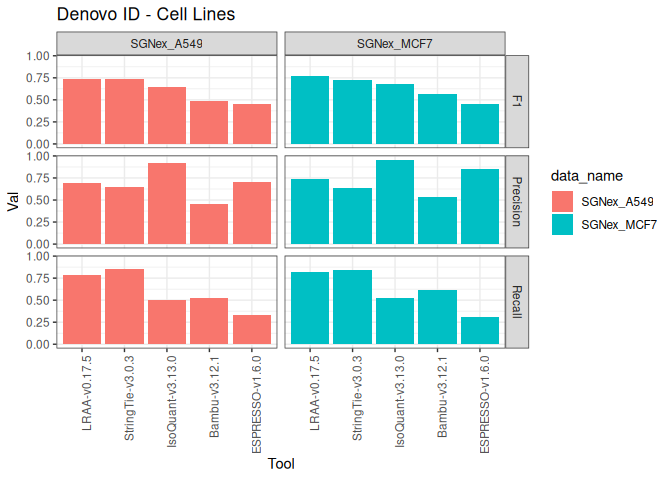 Denovo ID - Cell Lines
SGNex_A549
SGNex_MCF7
1.00
0.75
0.50
0.25
0.00
F1
1.00
0.75
0.50
0.25
0.00
Precision
1.00
0.75
0.50
0.25
0.00
Recall
Val
LRAA-v0.17.5
StringTie-v3.0.3
IsoQuant-v3.13.0
Bambu-v3.12.1
ESPRESSO-v1.6.0
LRAA-v0.17.5
StringTie-v3.0.3
IsoQuant-v3.13.0
Bambu-v3.12.1
ESPRESSO-v1.6.0
Tool
data_name
SGNex_A549
SGNex_MCF7